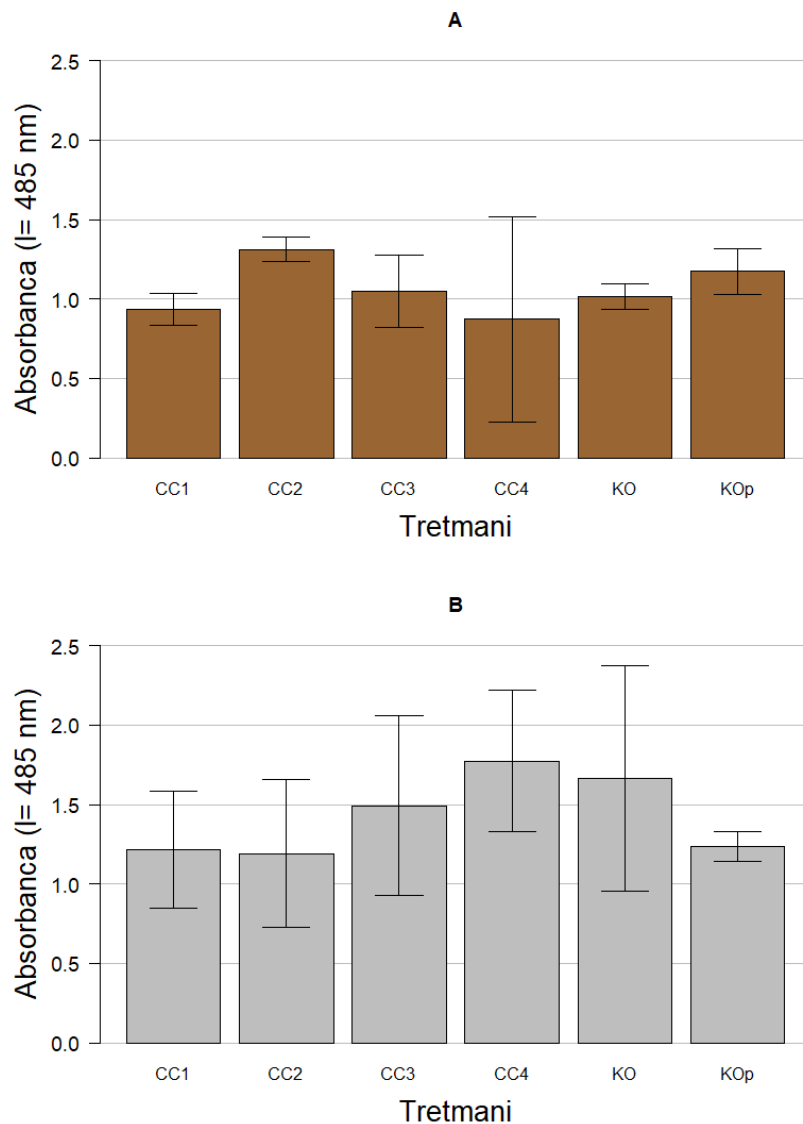 A
2.5
2.0
1.5
1.0
0.5
0.0
Absorbanca (l= 485 nm)
CC1 CC2 CC3 CC4 KO KOp
Tretmani
B
2.5
2.0
1.5
1.0
0.5
0.0
Absorbanca (l= 485 nm)
CC1 CC2 CC3 CC4 KO KOp
Tretmani